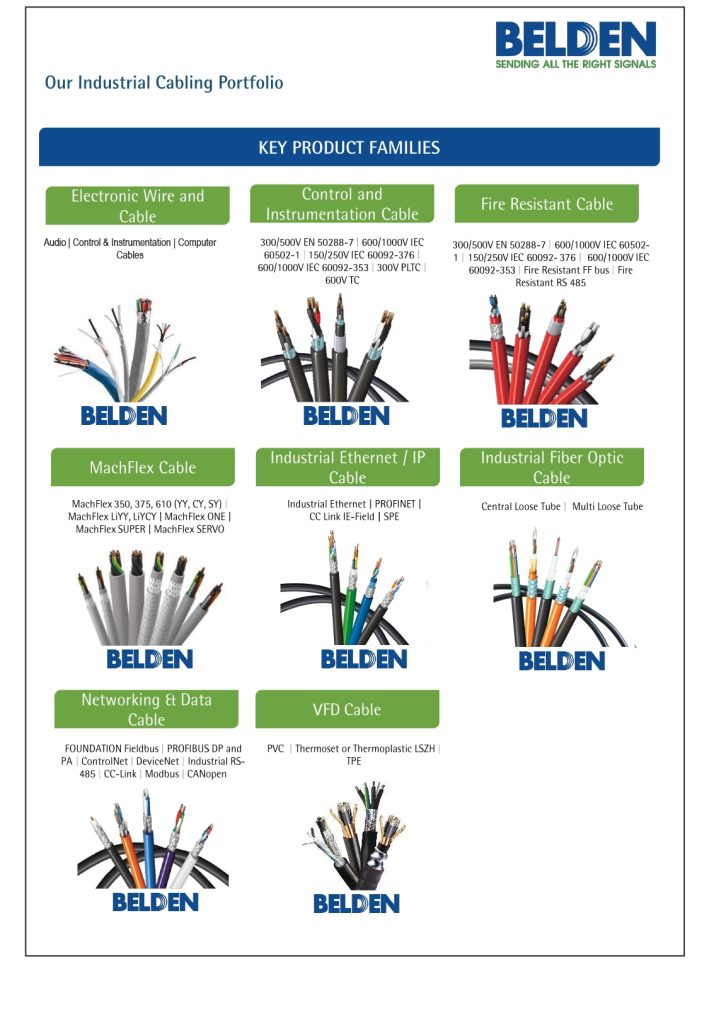 BELDEN
SENDING ALL THE RIGHT SIGNALS
Our Industrial Cabling Portfolio
KEY PRODUCT FAMILIES
Electronic Wire and
Cable
Audio | Control & Instrumentation | Computer
Cables
BELDEN
Control and
Instrumentation Cable
300/500V EN 50288-7 | 600/1000V IEC
60502-1 | 150/250V IEC 60092-376 |
600/1000V IEC 60092-353 | 300V PLTC |
600V TC
BELDEN
Fire Resistant Cable
300/500V EN 50288-7 | 600/1000V IEC 60502-
1 | 150/250V IEC 60092- 376 | 600/1000V IEC
60092-353 | Fire Resistant FF bus | Fire
Resistant RS 485
BELDEN
MachFlex Cable
MachFlex 350, 375, 610 (YY, CY, SY) |
MachFlex LiYY, LiYCY | MachFlex ONE |
MachFlex SUPER | MachFlex SERVO
BELDEN
Industrial Ethernet / IP
Cable
Industrial Ethernet | PROFINET |
CC Link IE-Field | SPE
BELDEN
Industrial Fiber Optic
Cable
Central Loose Tube | Multi Loose Tube
BELDEN
Networking & Data
Cable
FOUNDATION Fieldbus | PROFIBUS DP and
PA | ControlNet | DeviceNet | Industrial RS-
485 | CC-Link | Modbus | CANopen
BELDEN
VFD Cable
PVC | Thermoset or Thermoplastic LSZH |
TPE
BELDEN